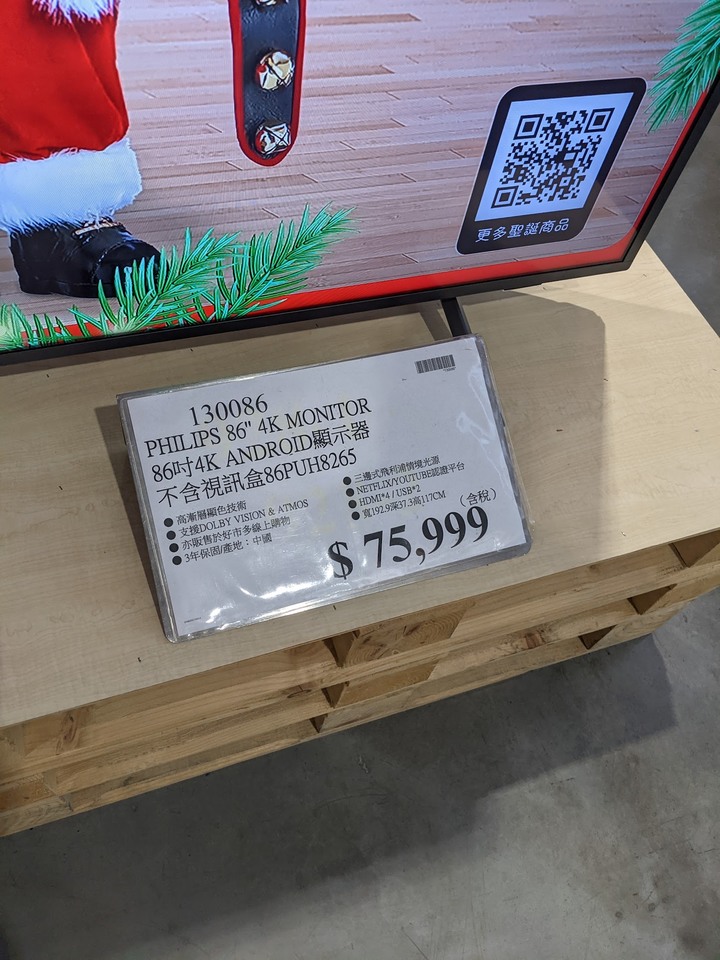 更多聖誕商品
130086
PHILIPS 86" 4K MONITOR
86吋4K ANDROID顯示器
不含視訊盒86PUH8265
● 高漸層顯色技術
● 支援DOLBY VISION & ATMOS
● 亦販售於好市多線上購物
● 3年保固/產地：中國
● 三邊式飛利浦情境光源
● NETFLIX/YOUTUBE認證平台
● HDMI*4 / USB*2
● 寬192.9深37.3高117CM
(含稅)
$ 75,999